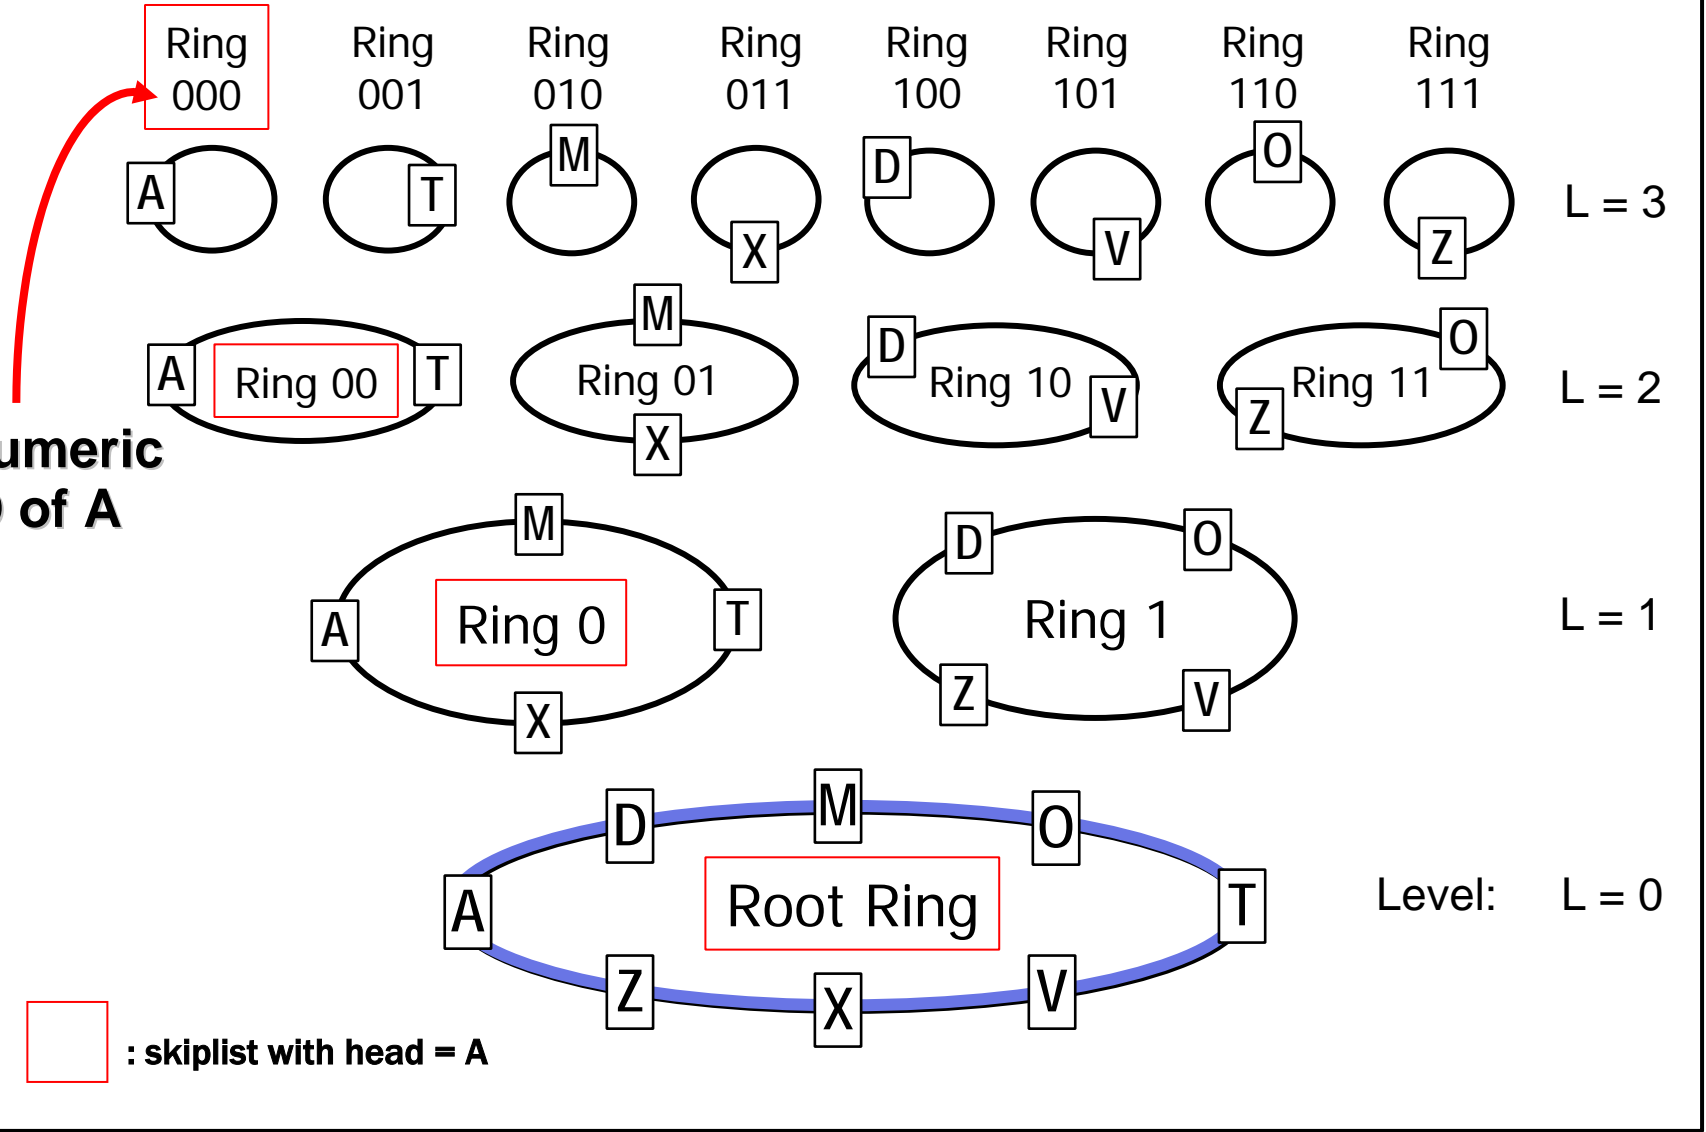 Ring Ring Ring Ring Ring Ring Ring Ring
000 001 010 011 100 101 110 111
A T M X D V O Z L = 3
M
D O
A Ring 00 T Ring 01 Ring 10 Ring 11 L = 2
V
Z
X
of A
M D O
A Ring 0 T Ring 1 L = 1
X Z V
D M O
A Root Ring T Level: L = 0
Z X V
: skiplist with head = A